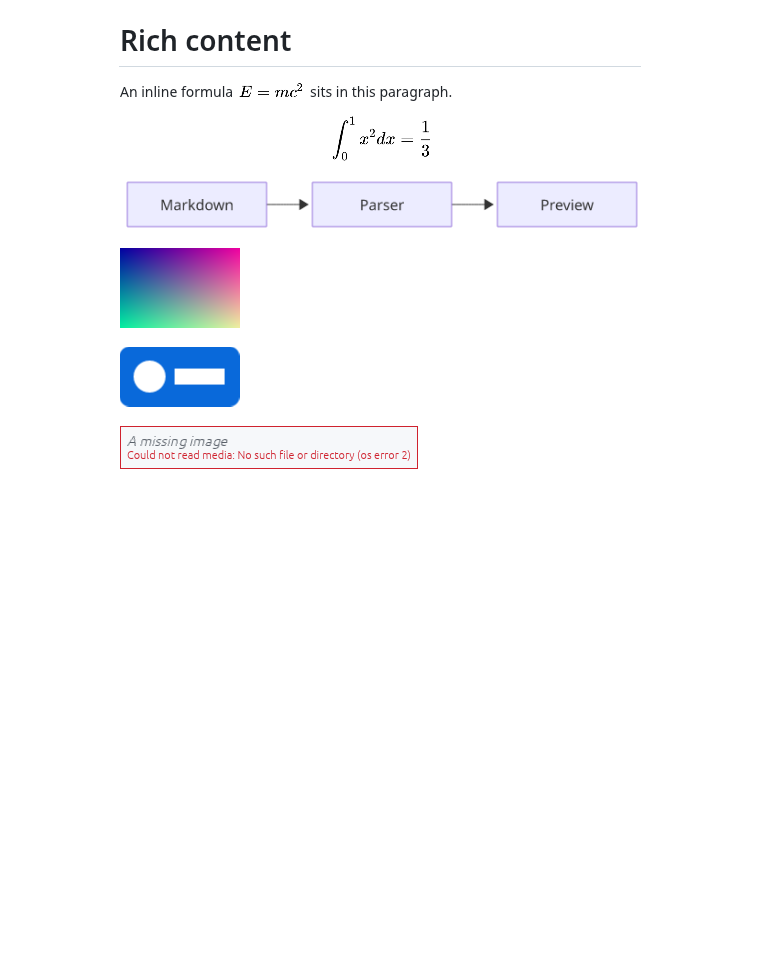 Rich content
An inline formula E = mc² sits in this paragraph.
∫₀¹ x²dx = 1/3
Markdown
Parser
Preview
A missing image
Could not read media: No such file or directory (os error 2)